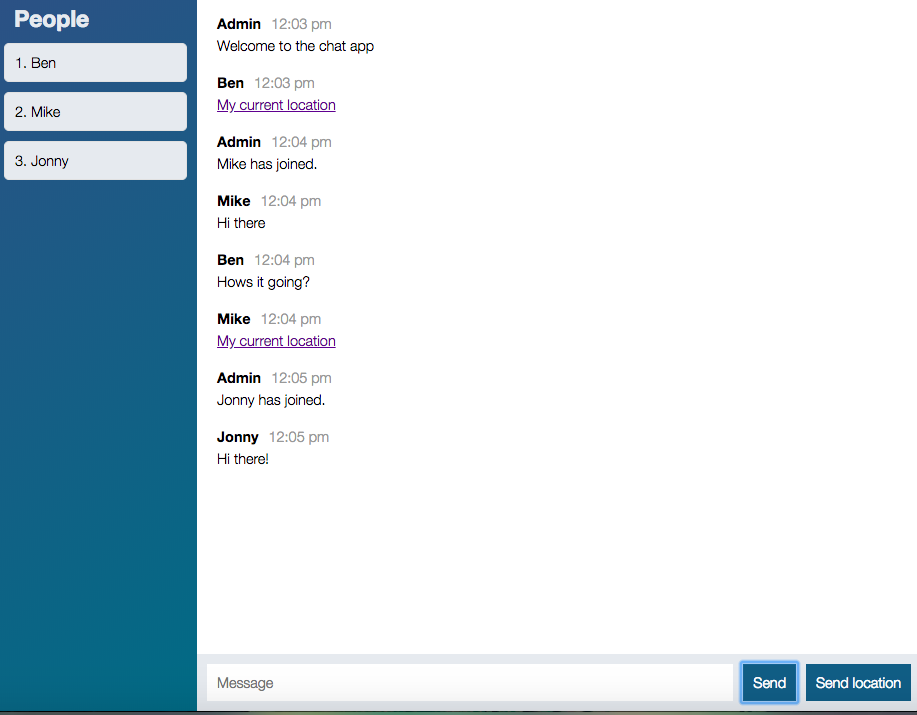 People
1. Ben
2. Mike
3. Jonny
Admin 12:03 pm
Welcome to the chat app
Ben 12:03 pm
My current location
Admin 12:04 pm
Mike has joined.
Mike 12:04 pm
Hi there
Ben 12:04 pm
Hows it going?
Mike 12:04 pm
My current location
Admin 12:05 pm
Jonny has joined.
Jonny 12:05 pm
Hi there!
Message
Send
Send location